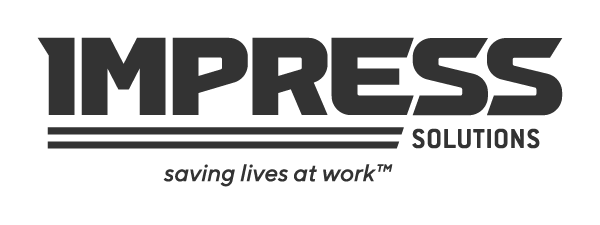 IMPRESS
SOLUTIONS
saving lives at work™